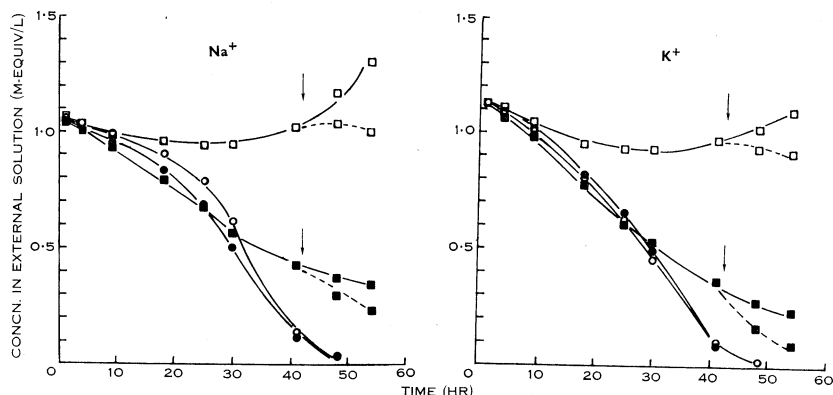 CONCN. IN EXTERNAL SOLUTION (M-EQUIV/L)
1·5
1·0
0·5
Na⁺
0 10 20 30 40 50 60
1·5
1·0
0·5
K⁺
0 10 20 30 40 50 60
TIME (HR)